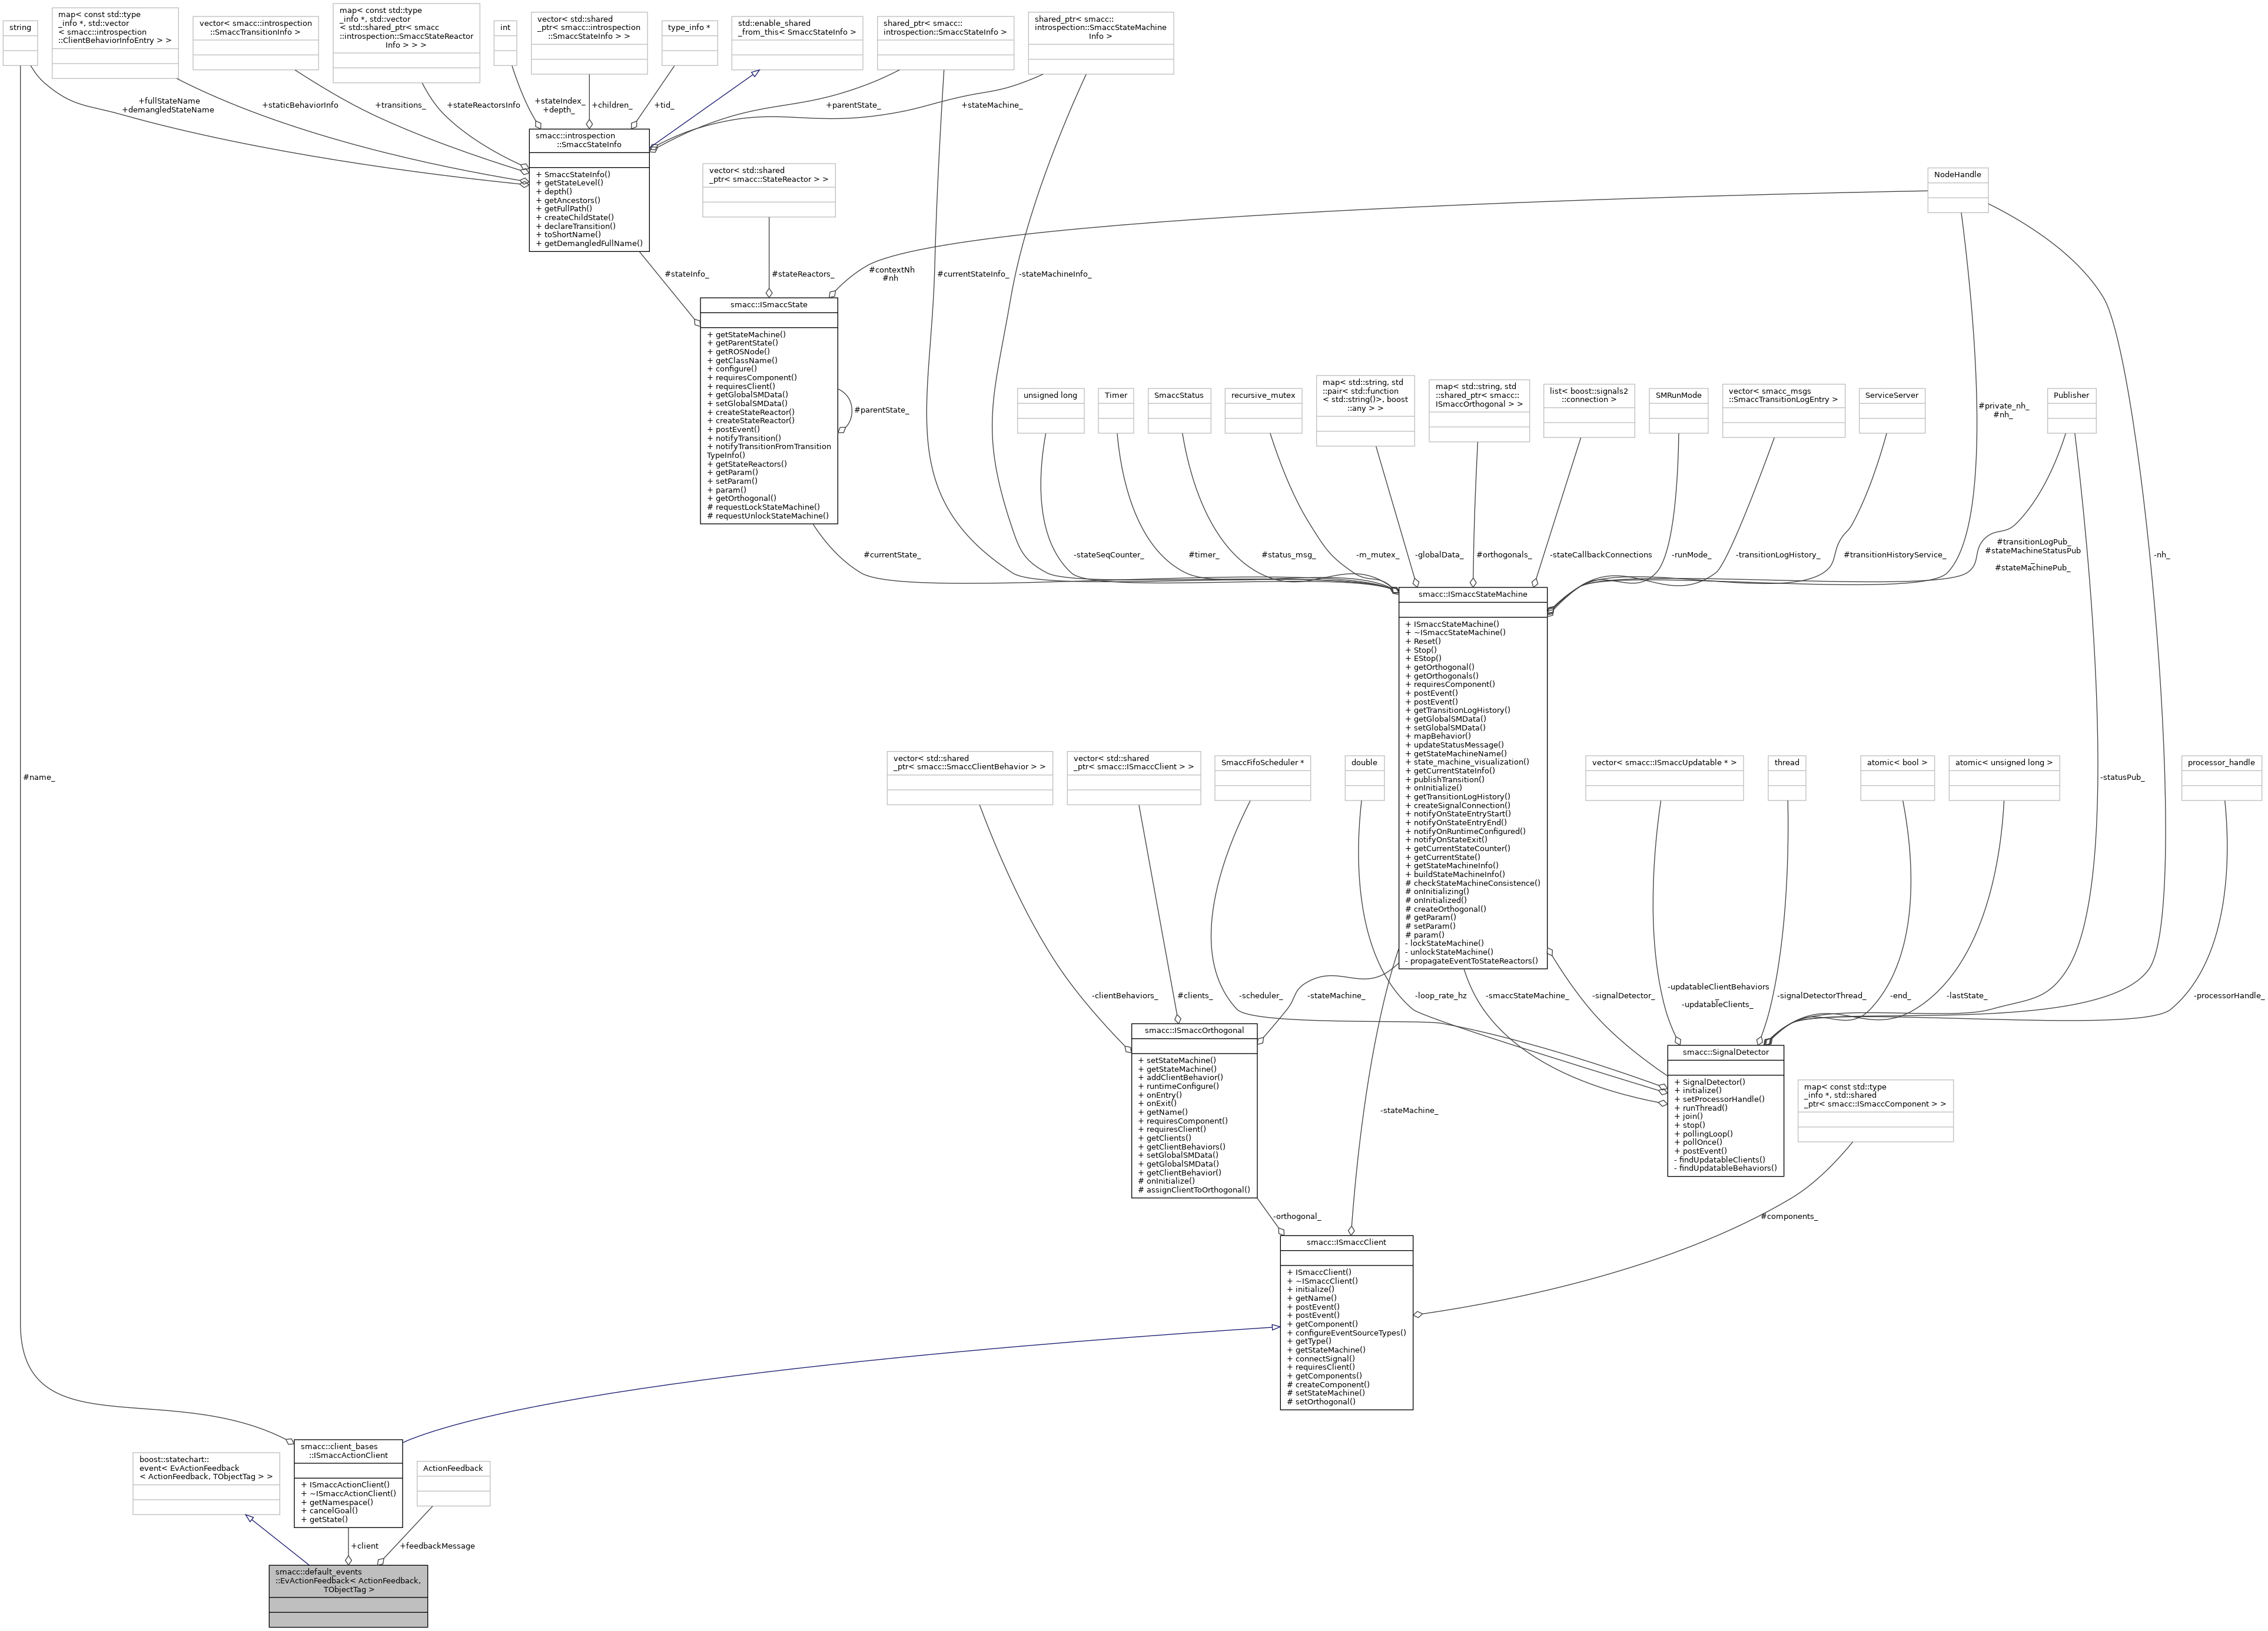 string
map< const std::type
_info *, std::vector
< smacc::introspection
::ClientBehaviorInfoEntry > >
vector< smacc::introspection
::SmaccTransitionInfo >
map< const std::type
_info *, std::vector
< std::shared_ptr< smacc
::introspection::SmaccStateReactor
Info > > >
int
vector< std::shared
_ptr< smacc::introspection
::SmaccStateInfo > >
type_info *
std::enable_shared
_from_this< SmaccStateInfo >
shared_ptr< smacc::
introspection::SmaccStateInfo >
shared_ptr< smacc::
introspection::SmaccStateMachine
Info >
+fullStateName
+demangledStateName
+staticBehaviorInfo
+transitions_
+stateReactorsInfo
+stateIndex_
+depth_
+children_
+tid_
+parentState_
+stateMachine_
smacc::introspection
::SmaccStateInfo
+ SmaccStateInfo()
+ getStateLevel()
+ depth()
+ getAncestors()
+ getFullPath()
+ createChildState()
+ declareTransition()
+ toShortName()
+ getDemangledFullName()
vector< std::shared
_ptr< smacc::StateReactor > >
NodeHandle
#stateInfo_
#stateReactors_
#contextNh
#nh
#currentStateInfo_
-stateMachineInfo_
smacc::ISmaccState
+ getStateMachine()
+ getParentState()
+ getROSNode()
+ getClassName()
+ configure()
+ requiresComponent()
+ requiresClient()
+ getGlobalSMData()
+ setGlobalSMData()
+ createStateReactor()
+ createStateReactor()
+ postEvent()
+ notifyTransition()
+ notifyTransitionFromTransition
TypeInfo()
+ getStateReactors()
+ getParam()
+ setParam()
+ param()
+ getOrthogonal()
# requestLockStateMachine()
# requestUnlockStateMachine()
#parentState_
unsigned long
Timer
SmaccStatus
recursive_mutex
map< std::string, std
::pair< std::function
< std::string()>, boost
::any > >
map< std::string, std
::shared_ptr< smacc::
ISmaccOrthogonal > >
list< boost::signals2
::connection >
SMRunMode
vector< smacc_msgs
::SmaccTransitionLogEntry >
ServiceServer
#private_nh_
#nh_
Publisher
#currentState_
-stateSeqCounter_
#timer_
#status_msg_
-m_mutex_
-globalData_
#orthogonals_
-stateCallbackConnections
-runMode_
-transitionLogHistory_
#transitionHistoryService_
#transitionLogPub_
#stateMachineStatusPub
_
#stateMachinePub_
-nh_
smacc::ISmaccStateMachine
+ ISmaccStateMachine()
+ ~ISmaccStateMachine()
+ Reset()
+ Stop()
+ EStop()
+ getOrthogonal()
+ getOrthogonals()
+ requiresComponent()
+ postEvent()
+ postEvent()
+ getTransitionLogHistory()
+ getGlobalSMData()
+ setGlobalSMData()
+ mapBehavior()
+ updateStatusMessage()
+ getStateMachineName()
+ state_machine_visualization()
+ getCurrentStateInfo()
+ publishTransition()
+ onInitialize()
+ getTransitionLogHistory()
+ createSignalConnection()
+ notifyOnStateEntryStart()
+ notifyOnStateEntryEnd()
+ notifyOnRuntimeConfigured()
+ notifyOnStateExit()
+ getCurrentStateCounter()
+ getCurrentState()
+ getStateMachineInfo()
+ buildStateMachineInfo()
# checkStateMachineConsistence()
# onInitializing()
# onInitialized()
# createOrthogonal()
# getParam()
# setParam()
# param()
- lockStateMachine()
- unlockStateMachine()
- propagateEventToStateReactors()
#name_
vector< std::shared
_ptr< smacc::SmaccClientBehavior > >
vector< std::shared
_ptr< smacc::ISmaccClient > >
SmaccFifoScheduler *
double
vector< smacc::ISmaccUpdatable * >
thread
atomic< bool >
atomic< unsigned long >
-statusPub_
processor_handle
-clientBehaviors_
#clients_
-scheduler_
-stateMachine_
-loop_rate_hz
-smaccStateMachine_
-signalDetector_
-updatableClientBehaviors
_
-updatableClients_
-signalDetectorThread_
-end_
-lastState_
-processorHandle_
smacc::ISmaccOrthogonal
+ setStateMachine()
+ getStateMachine()
+ addClientBehavior()
+ runtimeConfigure()
+ onEntry()
+ onExit()
+ getName()
+ requiresComponent()
+ requiresClient()
+ getClients()
+ getClientBehaviors()
+ setGlobalSMData()
+ getGlobalSMData()
+ getClientBehavior()
# onInitialize()
# assignClientToOrthogonal()
-stateMachine_
smacc::SignalDetector
+ SignalDetector()
+ initialize()
+ setProcessorHandle()
+ runThread()
+ join()
+ stop()
+ pollingLoop()
+ pollOnce()
+ postEvent()
- findUpdatableClients()
- findUpdatableBehaviors()
map< const std::type
_info *, std::shared
_ptr< smacc::ISmaccComponent > >
-orthogonal_
#components_
smacc::ISmaccClient
+ ISmaccClient()
+ ~ISmaccClient()
+ initialize()
+ getName()
+ postEvent()
+ postEvent()
+ getComponent()
+ configureEventSourceTypes()
+ getType()
+ getStateMachine()
+ connectSignal()
+ requiresClient()
+ getComponents()
# createComponent()
# setStateMachine()
# setOrthogonal()
boost::statechart::
event< EvActionFeedback
< ActionFeedback, TObjectTag > >
smacc::client_bases
::ISmaccActionClient
+ ISmaccActionClient()
+ ~ISmaccActionClient()
+ getNamespace()
+ cancelGoal()
+ getState()
ActionFeedback
+client
+feedbackMessage
smacc::default_events
::EvActionFeedback< ActionFeedback,
TObjectTag >